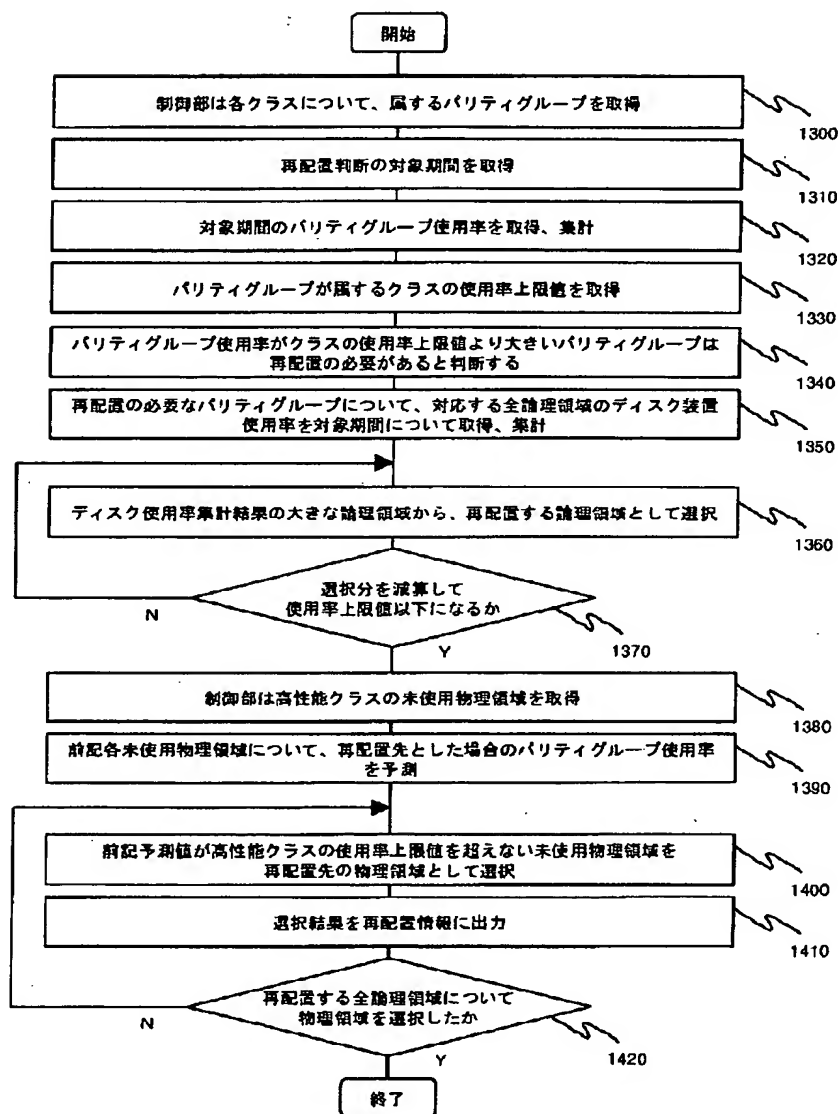 開始
制御部は各クラスについて、属するパリティグループを取得
1300
再配置判断の対象期間を取得
1310
対象期間のパリティグループ使用率を取得、集計
1320
パリティグループが属するクラスの使用率上限値を取得
1330
パリティグループ使用率がクラスの使用率上限値より大きいパリティグループは
再配置の必要があると判断する
1340
再配置の必要なパリティグループについて、対応する全論理領域のディスク装置
使用率を対象期間について取得、集計
1350
ディスク使用率集計結果の大きな論理領域から、再配置する論理領域として選択
1360
選択分を減算して
使用率上限値以下になるか
N
1370
Y
制御部は高性能クラスの未使用物理領域を取得
1380
前記各未使用物理領域について、再配置先とした場合のパリティグループ使用率
を予測
1390
前記予測値が高性能クラスの使用率上限値を超えない未使用物理領域を
再配置先の物理領域として選択
1400
選択結果を再配置情報に出力
1410
再配置する全論理領域について
物理領域を選択したか
N
1420
Y
終了